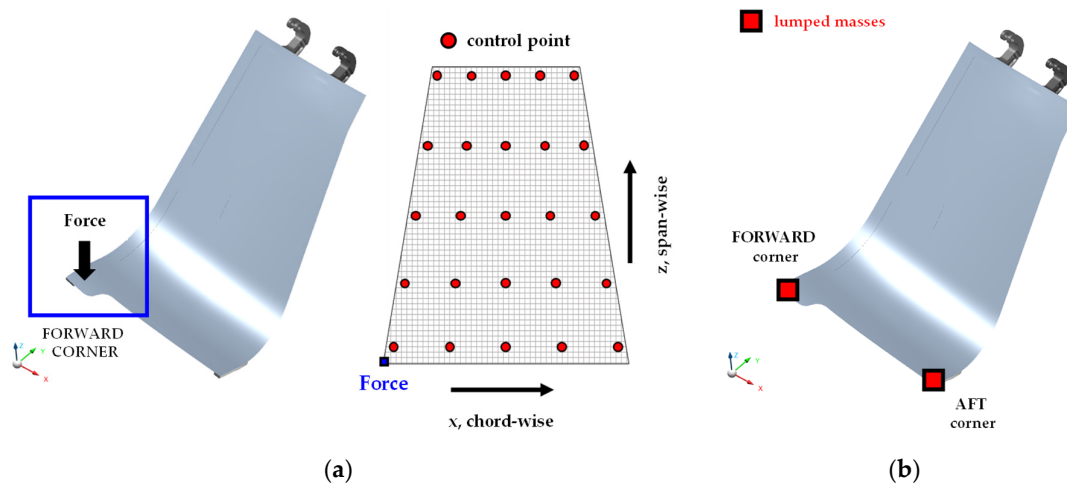 Force
FORWARD
CORNER
Z
Y
X
control point
z, span-wise
Force
x, chord-wise
(a)
lumped masses
FORWARD
corner
Z
Y
X
AFT
corner
(b)